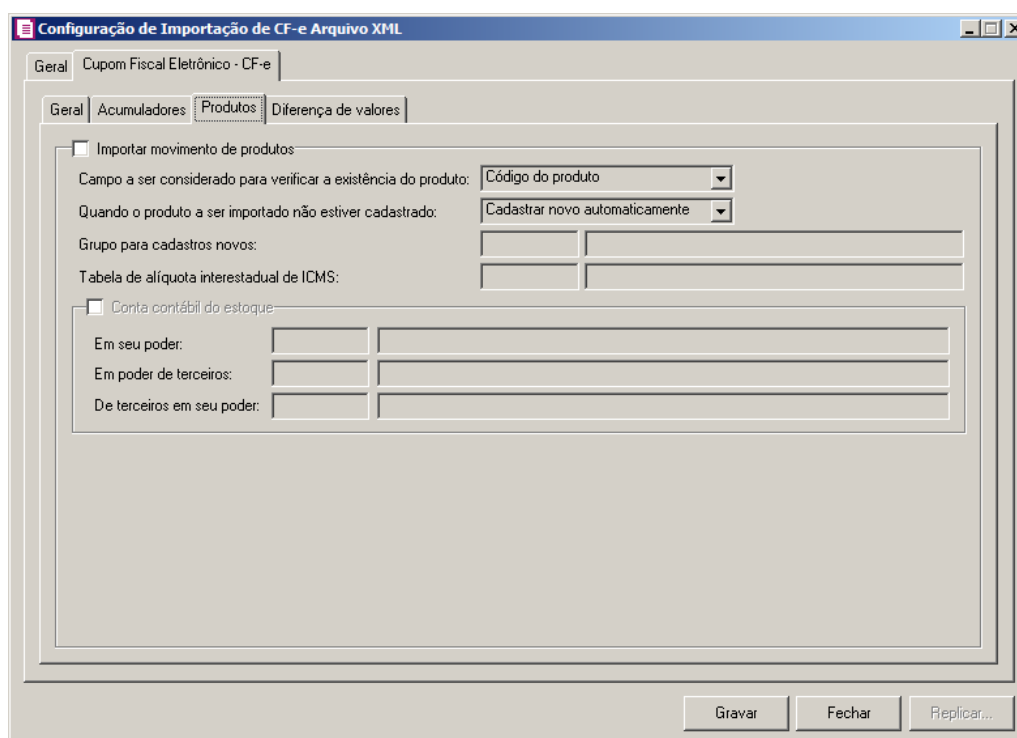 Configuração de Importação de CF-e Arquivo XML
Geral Cupom Fiscal Eletrônico - CF-e
Geral Acumuladores Produtos Diferença de valores
Importar movimento de produtos
Campo a ser considerado para verificar a existência do produto: Código do produto
Quando o produto a ser importado não estiver cadastrado: Cadastrar novo automaticamente
Grupo para cadastros novos:
Tabela de alíquota interestadual de ICMS:
Conta contábil do estoque
Em seu poder:
Em poder de terceiros:
De terceiros em seu poder:
Gravar Fechar Replicar...